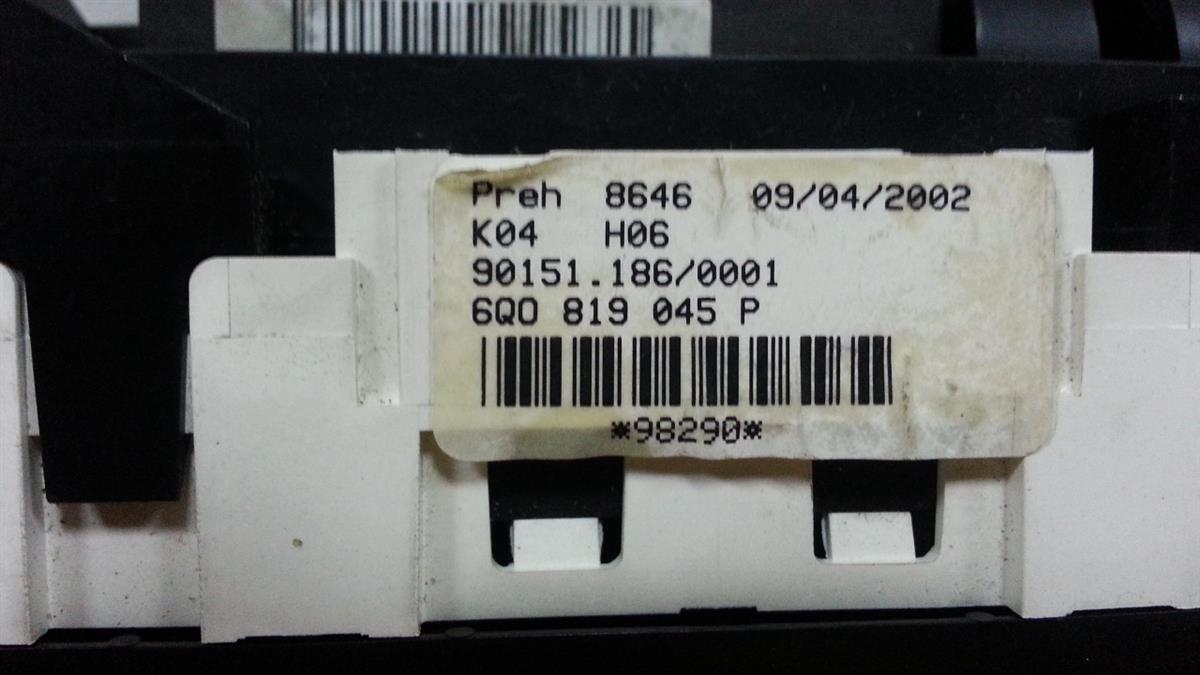 Preh 8646 09/04/2002
K04 H06
90151.186/0001
6Q0 819 045 P
*98290*